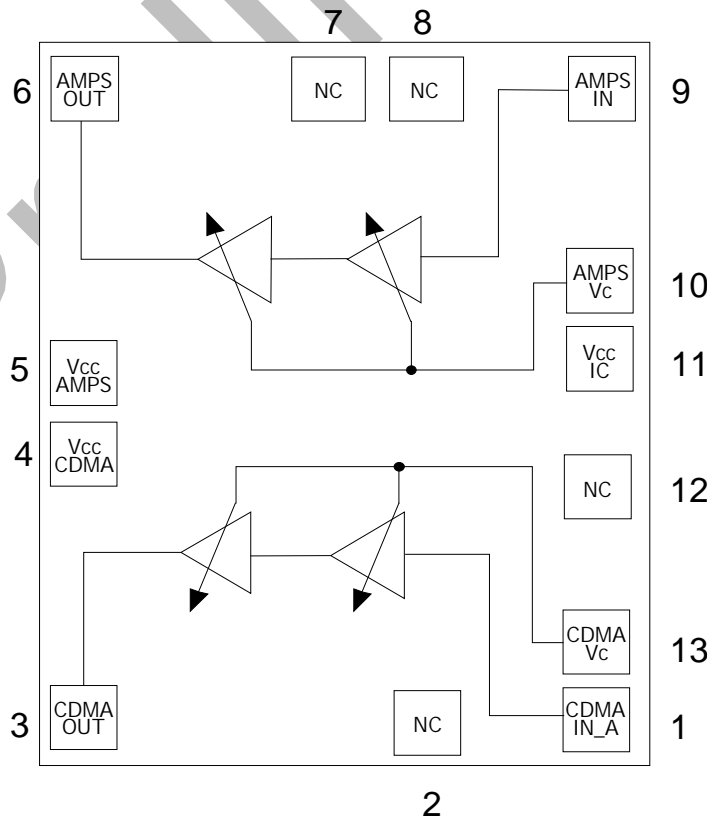 7 8
6 AMPS OUT NC NC AMPS IN 9
AMPS Vc 10
5 Vcc AMPS Vcc IC 11
4 Vcc CDMA
NC 12
CDMA Vc 13
3 CDMA OUT NC CDMA IN_A 1
2